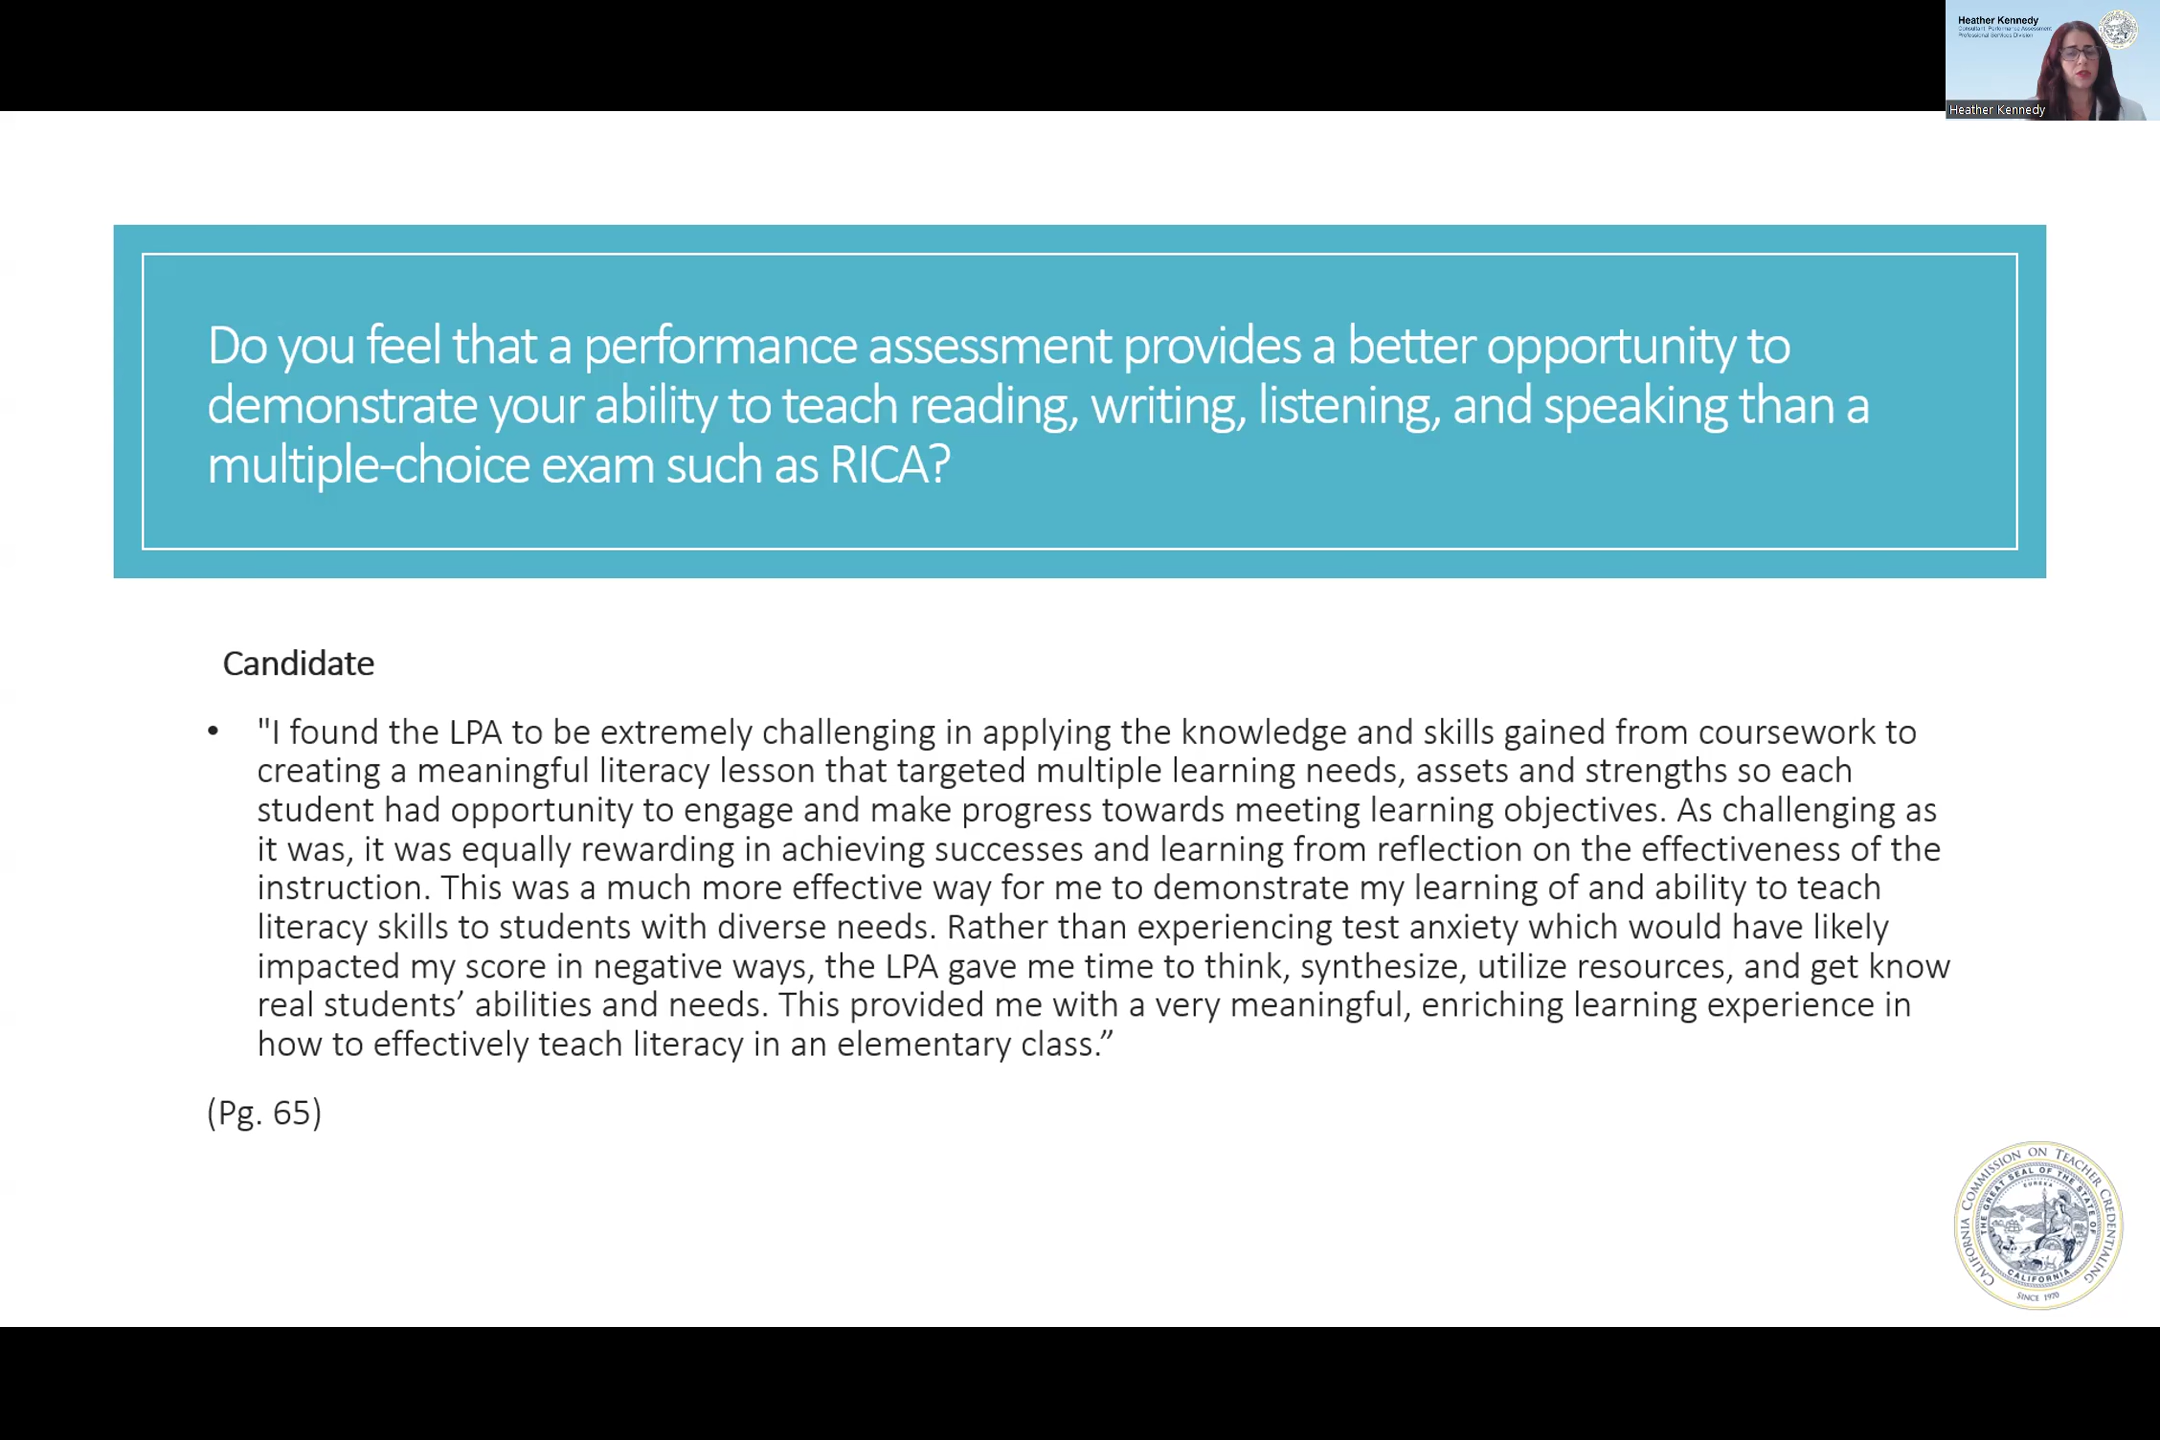 Heather Kennedy
Consultant, Performance Assessment
Professional Services Division
Heather Kennedy
Do you feel that a performance assessment provides a better opportunity to
demonstrate your ability to teach reading, writing, listening, and speaking than a
multiple-choice exam such as RICA?
Candidate
• "I found the LPA to be extremely challenging in applying the knowledge and skills gained from coursework to
creating a meaningful literacy lesson that targeted multiple learning needs, assets and strengths so each
student had opportunity to engage and make progress towards meeting learning objectives. As challenging as
it was, it was equally rewarding in achieving successes and learning from reflection on the effectiveness of the
instruction. This was a much more effective way for me to demonstrate my learning of and ability to teach
literacy skills to students with diverse needs. Rather than experiencing test anxiety which would have likely
impacted my score in negative ways, the LPA gave me time to think, synthesize, utilize resources, and get know
real students’ abilities and needs. This provided me with a very meaningful, enriching learning experience in
how to effectively teach literacy in an elementary class.”
(Pg. 65)
CALIFORNIA COMMISSION ON TEACHER CREDENTIALING
THE GREAT SEAL OF THE STATE OF
EUREKA
CALIFORNIA
SINCE 1970